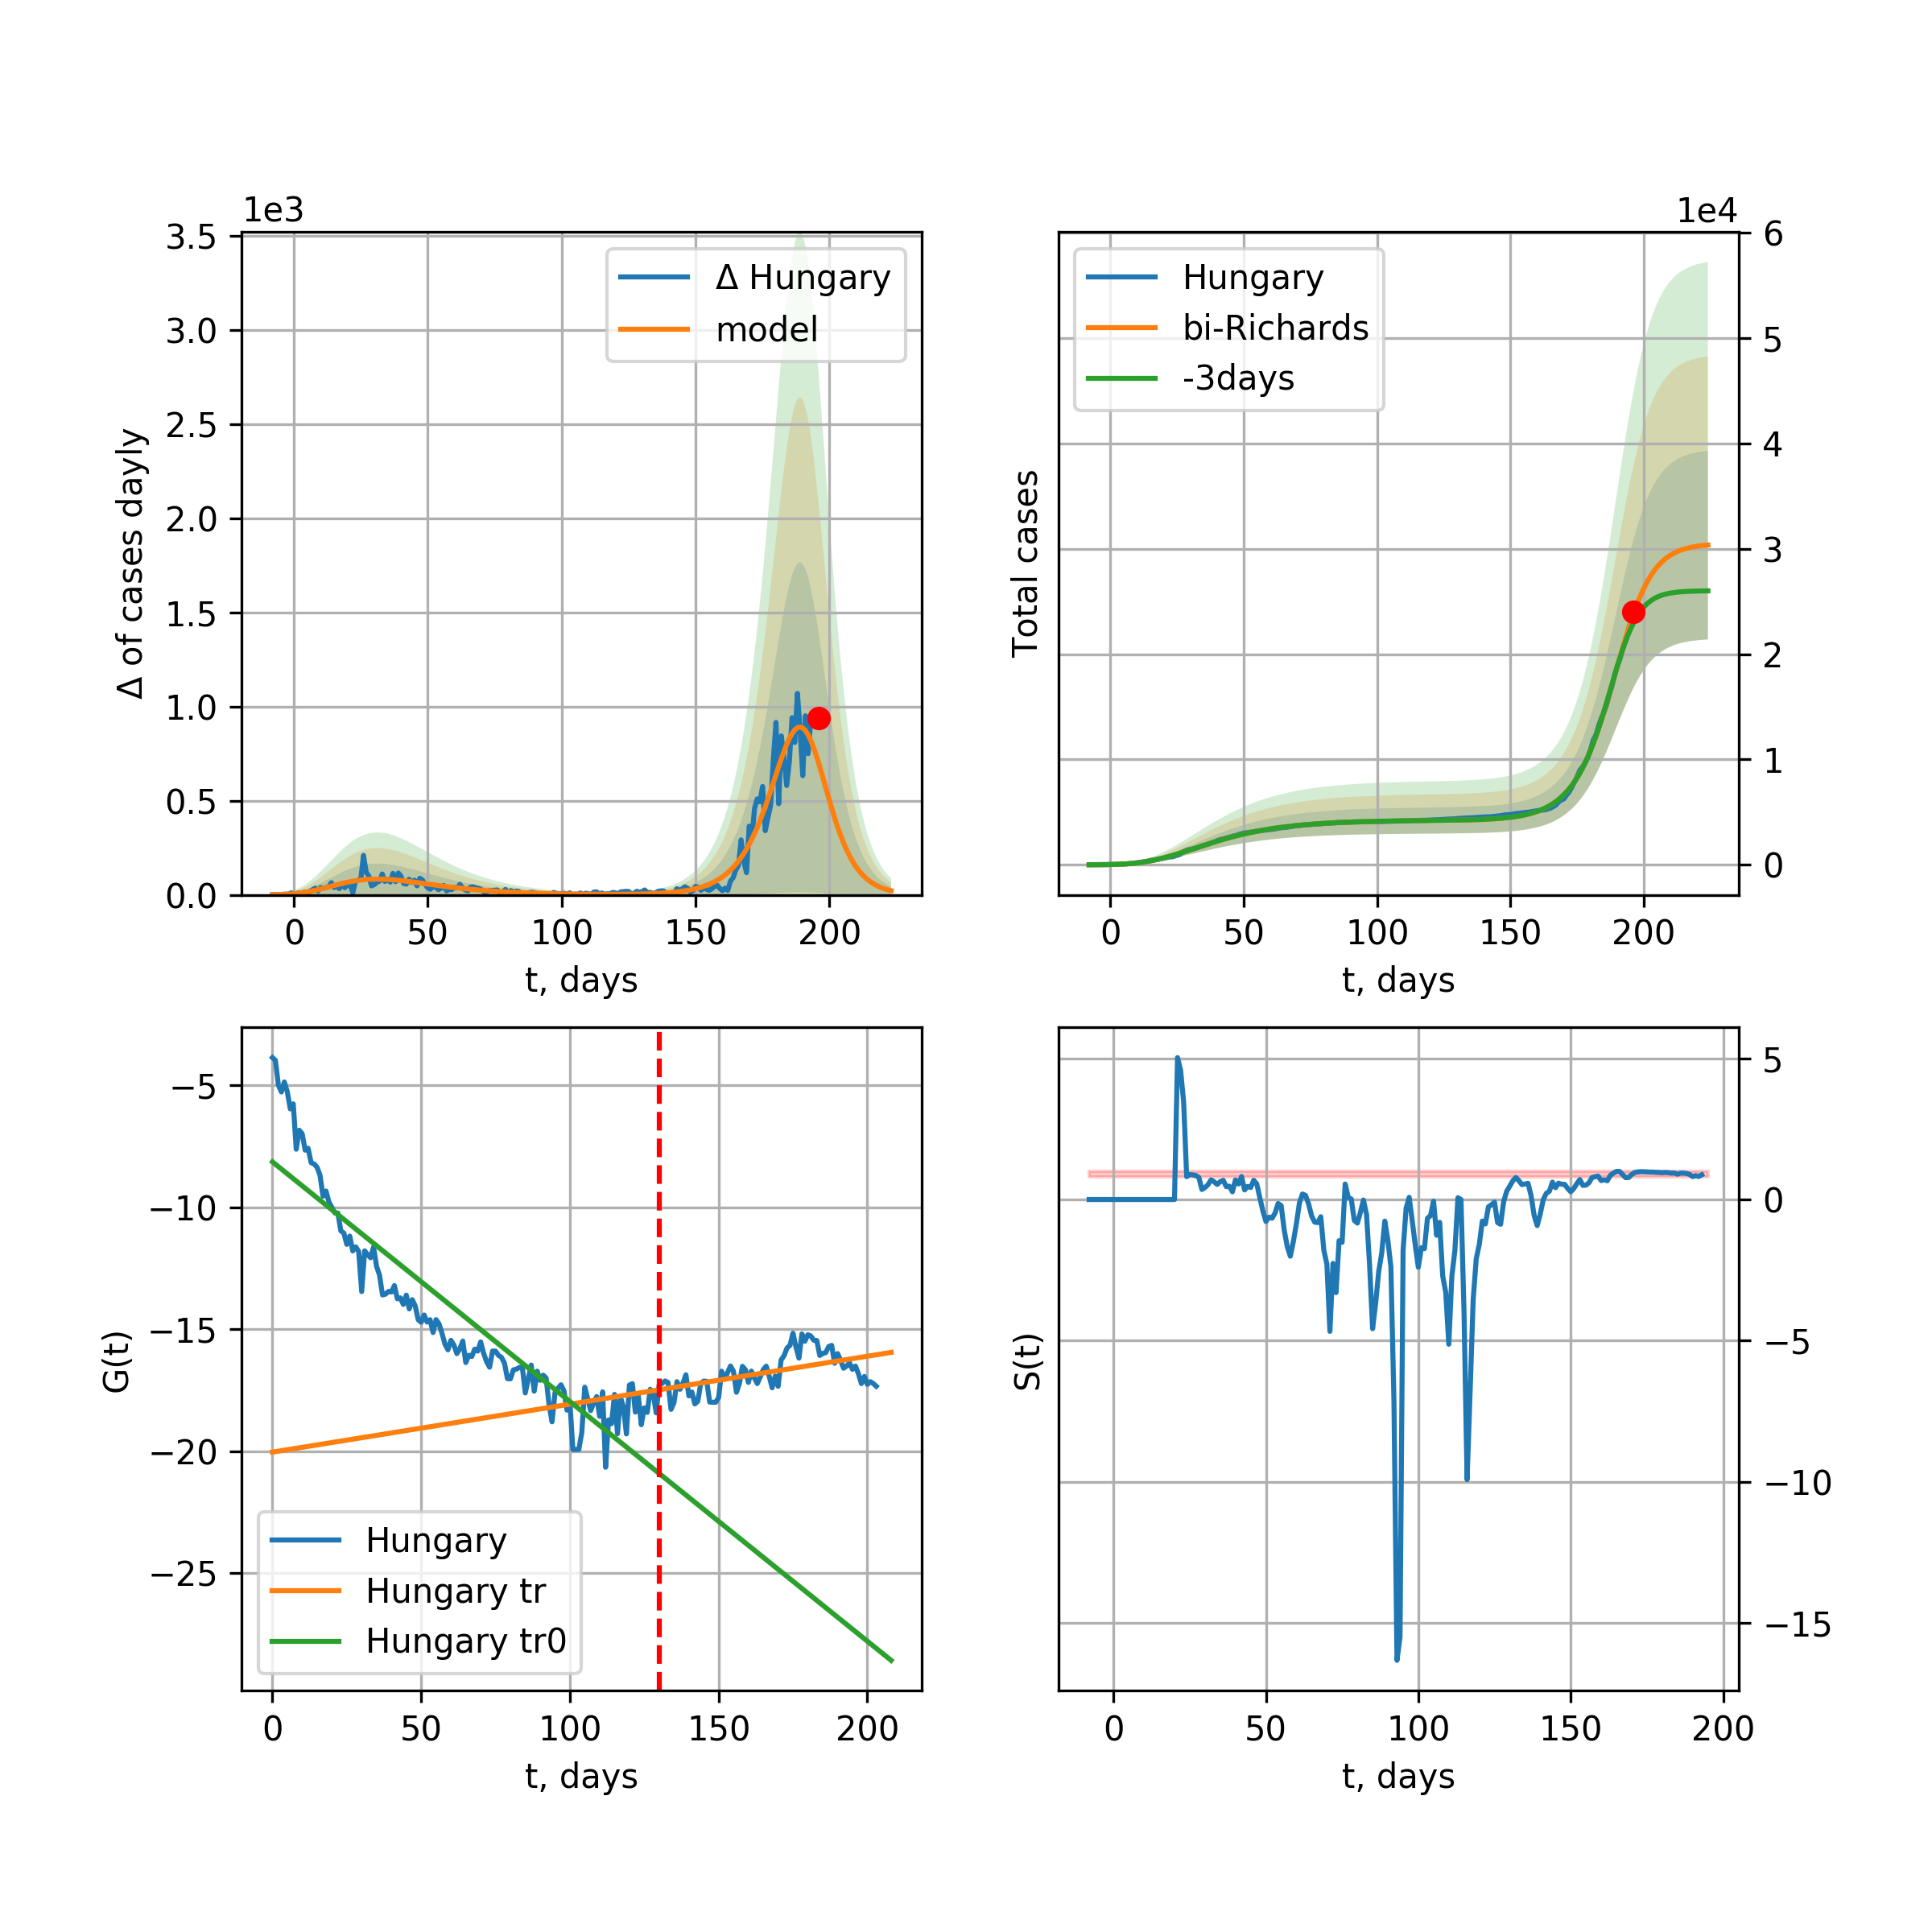 1e3
3.5
3.0
2.5
2.0
1.5
1.0
0.5
0.0
Δ of cases dayly
Δ Hungary
model
0 50 100 150 200
t, days
1e4
6
5
4
3
2
1
0
Total cases
Hungary
bi-Richards
-3days
0 50 100 150 200
t, days
−5
−10
−15
−20
−25
G(t)
Hungary
Hungary tr
Hungary tr0
0 50 100 150 200
t, days
5
0
−5
−10
−15
S(t)
0 50 100 150 200
t, days